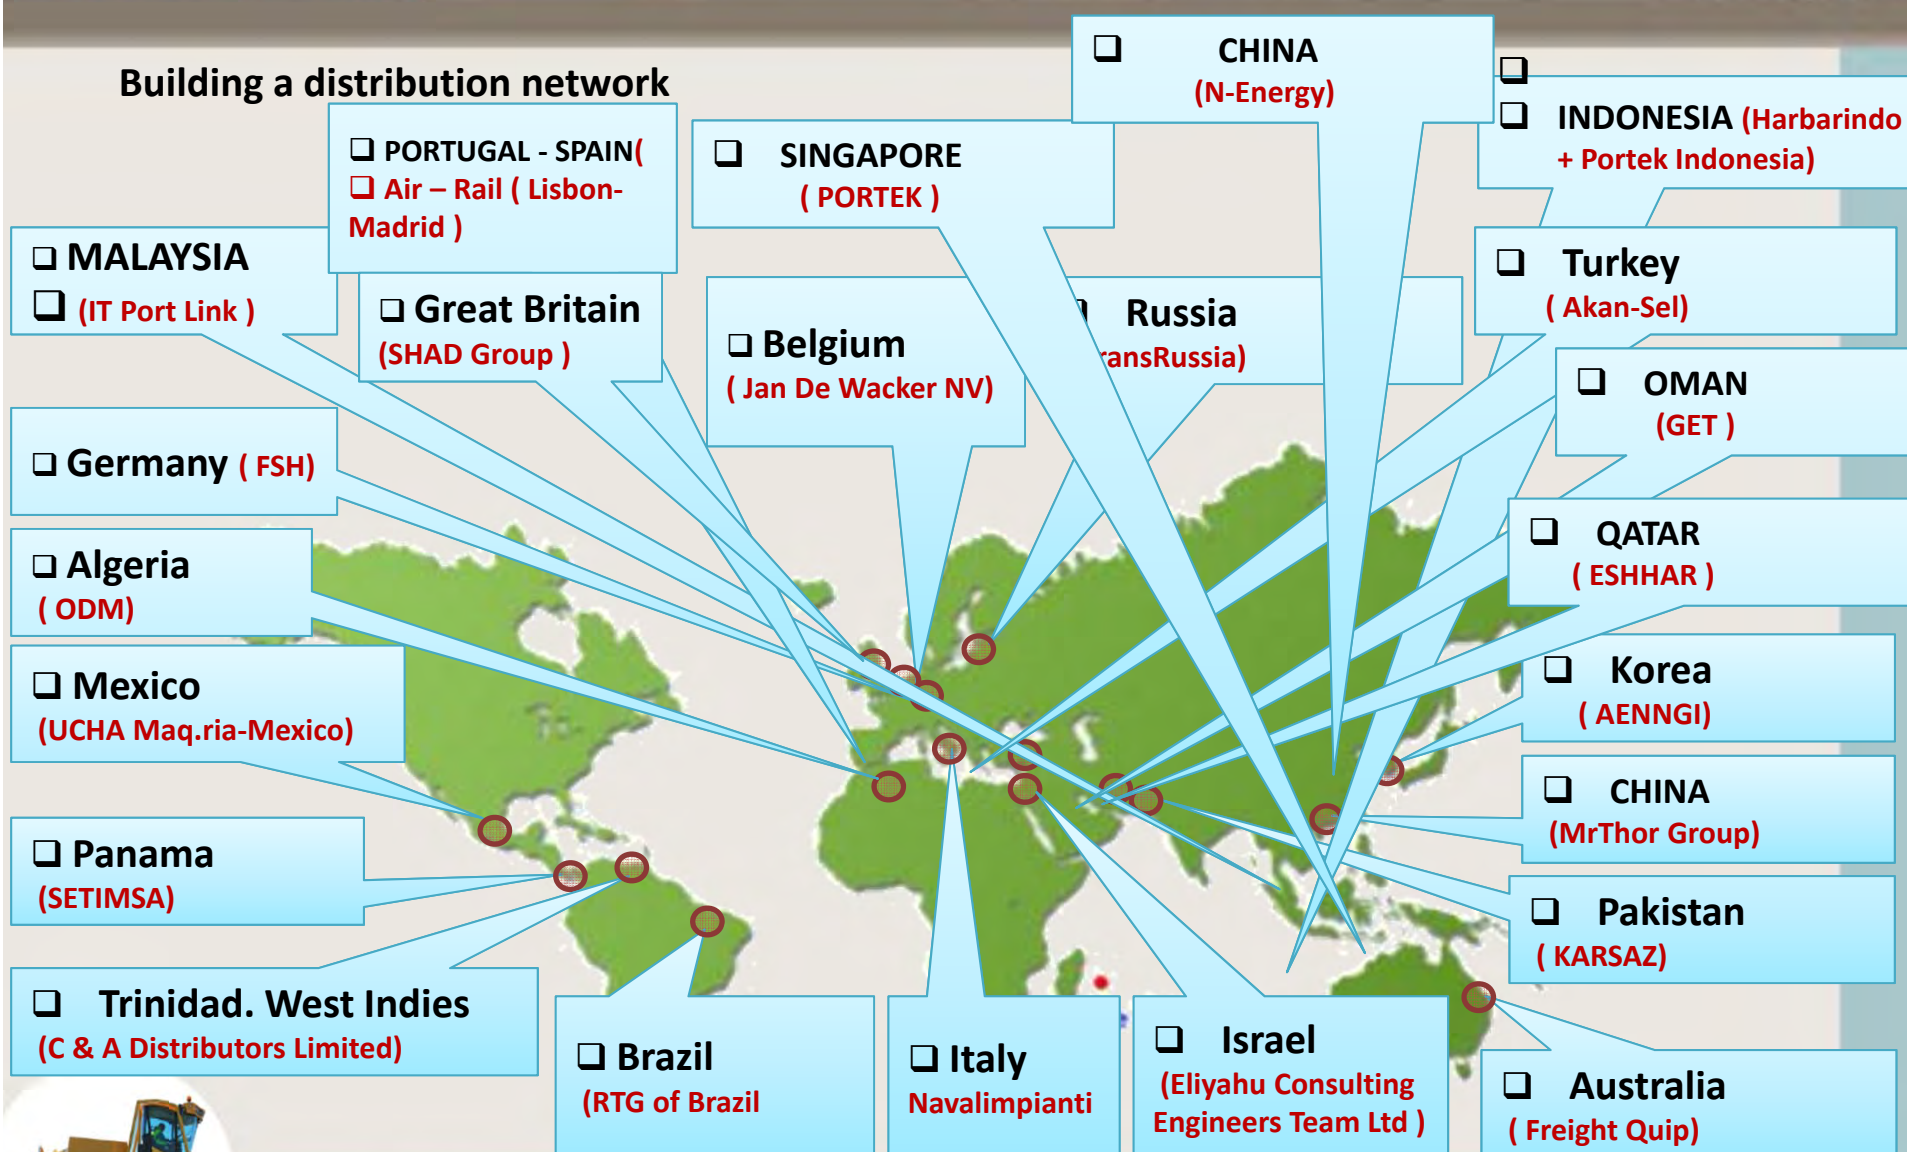 Building a distribution network
❑ CHINA
(N-Energy)
❑
❑ INDONESIA (Harbarindo
+ Portek Indonesia)
❑ PORTUGAL - SPAIN(
❑ Air – Rail ( Lisbon-
Madrid )
❑ SINGAPORE
( PORTEK )
❑ MALAYSIA
❑ (IT Port Link )
❑ Great Britain
(SHAD Group )
❑ Belgium
( Jan De Wacker NV)
Russia
ransRussia)
❑ Turkey
( Akan-Sel)
❑ OMAN
(GET )
❑ Germany ( FSH)
❑ QATAR
( ESHHAR )
❑ Algeria
( ODM)
❑ Korea
( AENNGI)
❑ Mexico
(UCHA Maq.ria-Mexico)
❑ CHINA
(MrThor Group)
❑ Panama
(SETIMSA)
❑ Pakistan
( KARSAZ)
❑ Trinidad. West Indies
(C & A Distributors Limited)
❑ Brazil
(RTG of Brazil
❑ Italy
Navalimpianti
❑ Israel
(Eliyahu Consulting
Engineers Team Ltd )
❑ Australia
( Freight Quip)